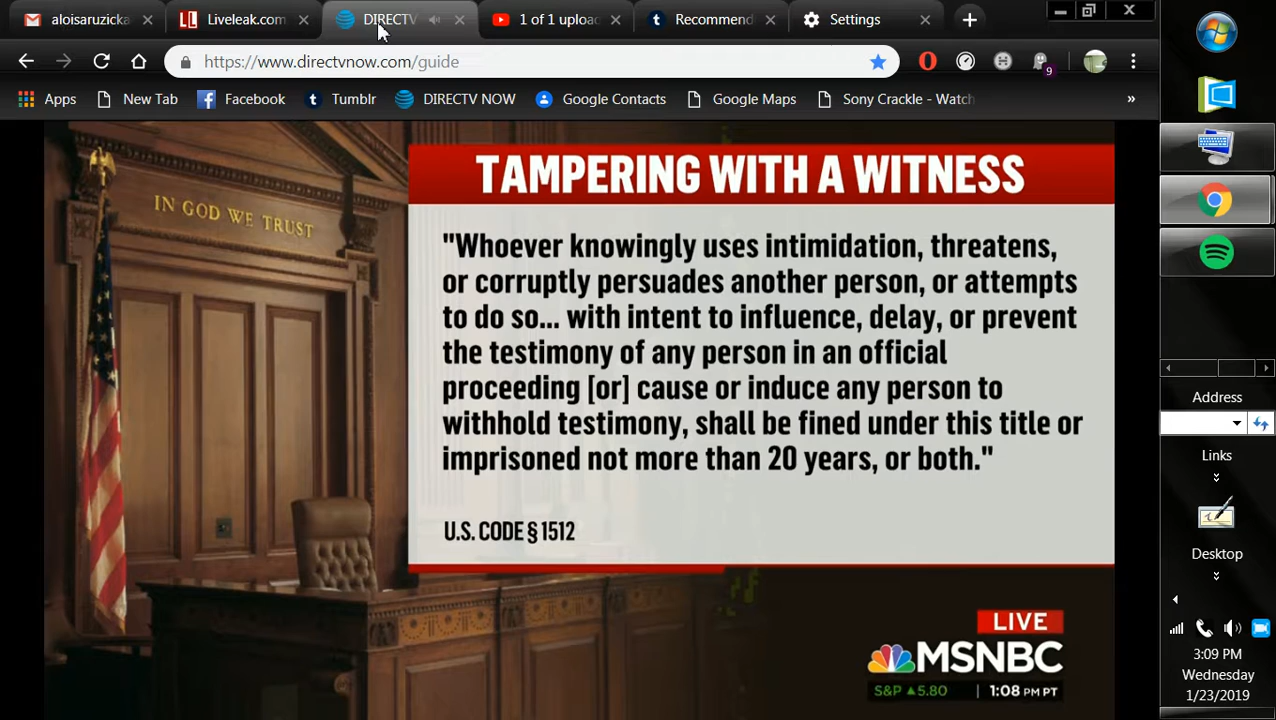 aloisaruzicka
Liveleak.com
DIRECTV
1 of 1 uploa
Recommend
Settings
https://www.directvnow.com/guide
9
Apps
New Tab
Facebook
Tumblr
DIRECTV NOW
Google Contacts
Google Maps
Sony Crackle - Watch
»
IN GOD WE TRUST
TAMPERING WITH A WITNESS
"Whoever knowingly uses intimidation, threatens,
or corruptly persuades another person, or attempts
to do so... with intent to influence, delay, or prevent
the testimony of any person in an official
proceeding [or] cause or induce any person to
withhold testimony, shall be fined under this title or
imprisoned not more than 20 years, or both."
U.S. CODE § 1512
LIVE
MSNBC
S&P ▲5.80 | 1:08 PM PT
Address
Links
Desktop
3:09 PM
Wednesday
1/23/2019